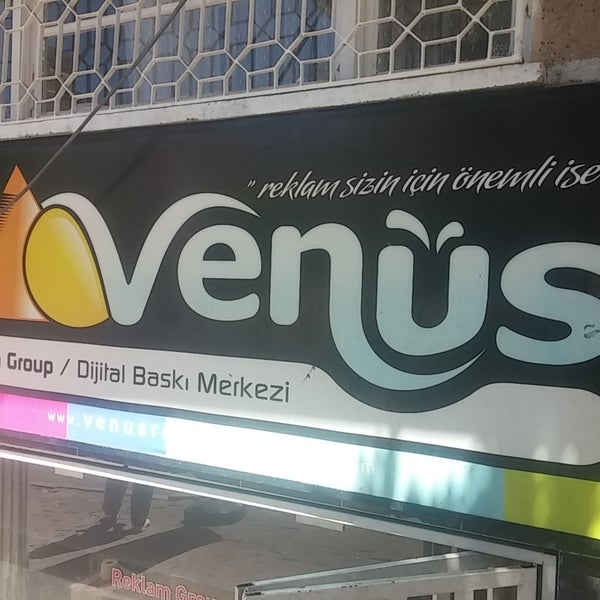 " reklam sizin için önemli ise
Venüs
Group / Dijital Baskı Merkezi
www.venusr
m
Reklam Grou